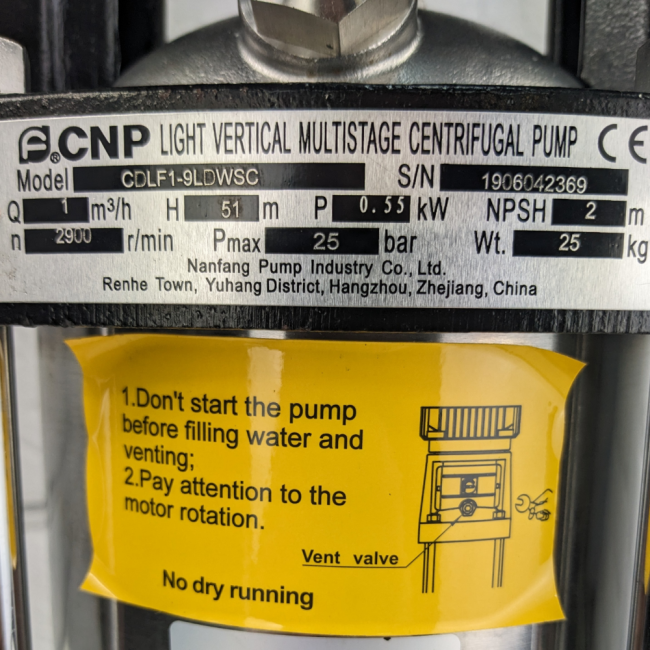 CNP LIGHT VERTICAL MULTISTAGE CENTRIFUGAL PUMP CE
Model CDLF1-9LDWSC S/N 1906042369
Q 1 m³/h H 51 m P 0.55 kW NPSH 2 m
n 2900 r/min Pmax 25 bar Wt. 25 kg
Nanfang Pump Industry Co., Ltd.
Renhe Town, Yuhang District, Hangzhou, Zhejiang, China
1.Don't start the pump
before filling water and
venting;
2.Pay attention to the
motor rotation.
Vent valve
No dry running